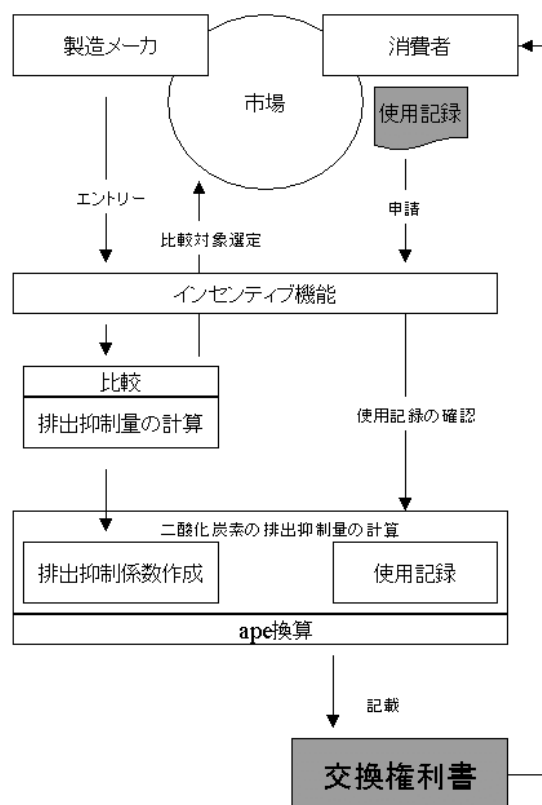 製造メーカ
消費者
市場
使用記録
エントリー
申請
比較対象選定
インセンティブ機能
比較
排出抑制量の計算
使用記録の確認
二酸化炭素の排出抑制量の計算
排出抑制係数作成
使用記録
ape換算
記載
交換権利書